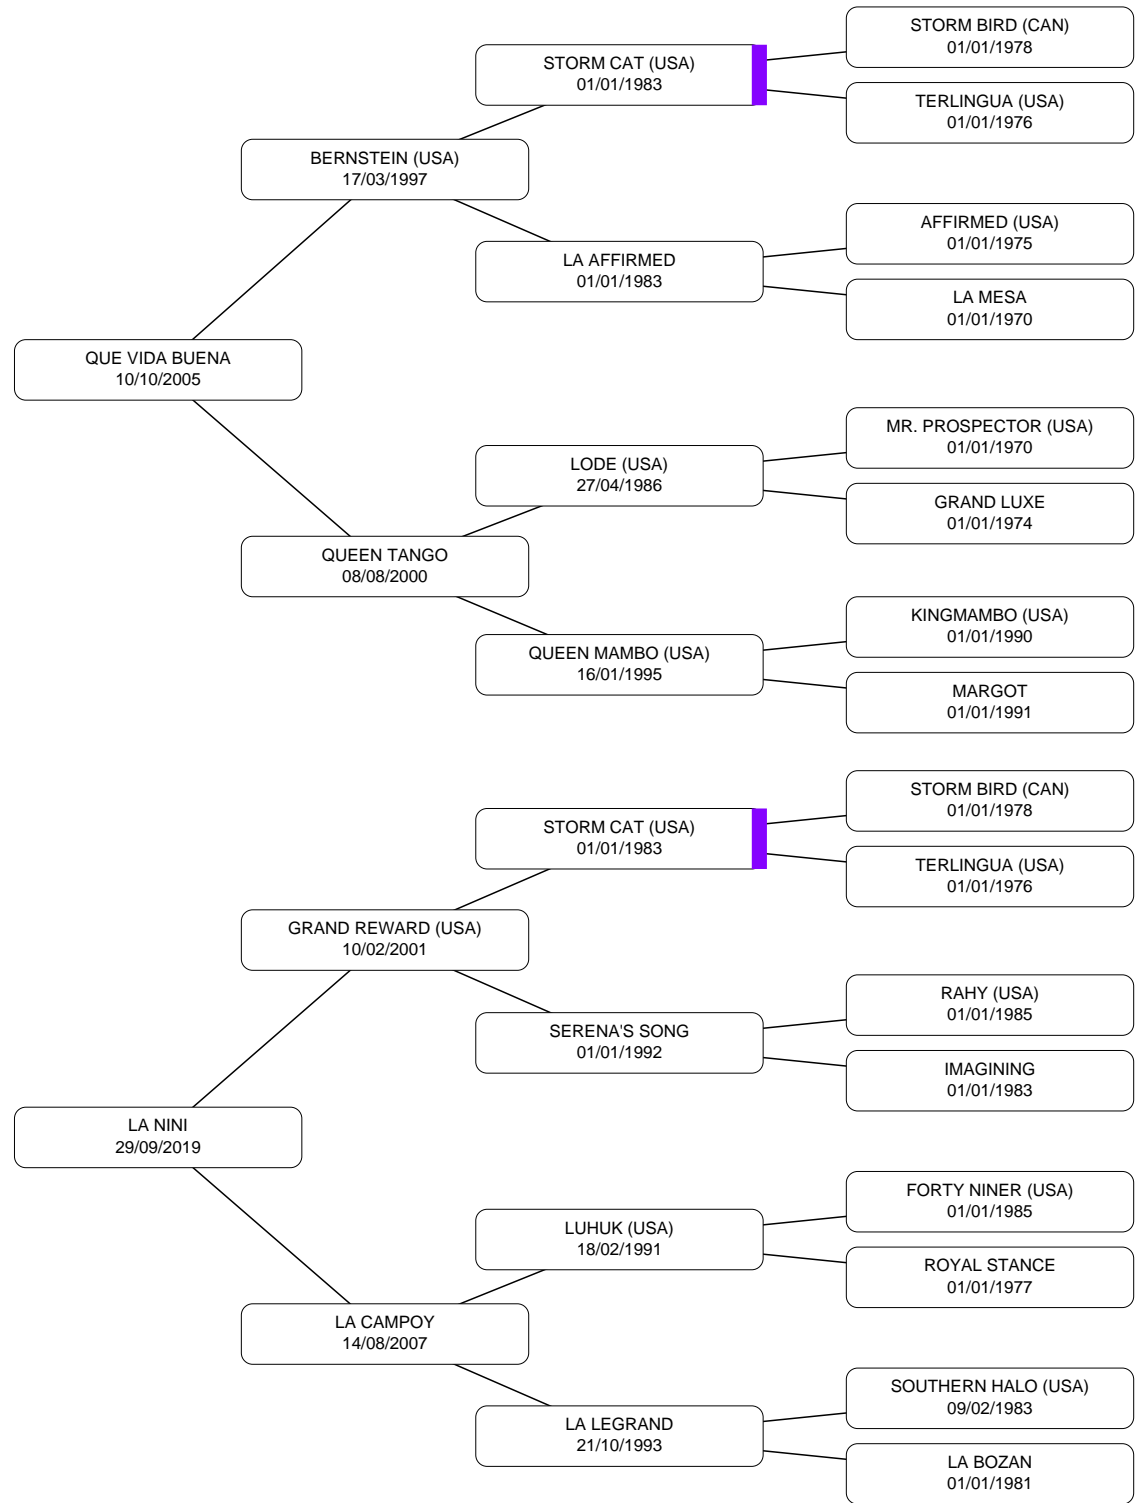 STORM BIRD (CAN)
01/01/1978
STORM CAT (USA)
01/01/1983
TERLINGUA (USA)
01/01/1976
BERNSTEIN (USA)
17/03/1997
AFFIRMED (USA)
01/01/1975
LA AFFIRMED
01/01/1983
LA MESA
01/01/1970
QUE VIDA BUENA
10/10/2005
MR. PROSPECTOR (USA)
01/01/1970
LODE (USA)
27/04/1986
GRAND LUXE
01/01/1974
QUEEN TANGO
08/08/2000
KINGMAMBO (USA)
01/01/1990
QUEEN MAMBO (USA)
16/01/1995
MARGOT
01/01/1991
STORM BIRD (CAN)
01/01/1978
STORM CAT (USA)
01/01/1983
TERLINGUA (USA)
01/01/1976
GRAND REWARD (USA)
10/02/2001
RAHY (USA)
01/01/1985
SERENA'S SONG
01/01/1992
IMAGINING
01/01/1983
LA NINI
29/09/2019
FORTY NINER (USA)
01/01/1985
LUHUK (USA)
18/02/1991
ROYAL STANCE
01/01/1977
LA CAMPOY
14/08/2007
SOUTHERN HALO (USA)
09/02/1983
LA LEGRAND
21/10/1993
LA BOZAN
01/01/1981